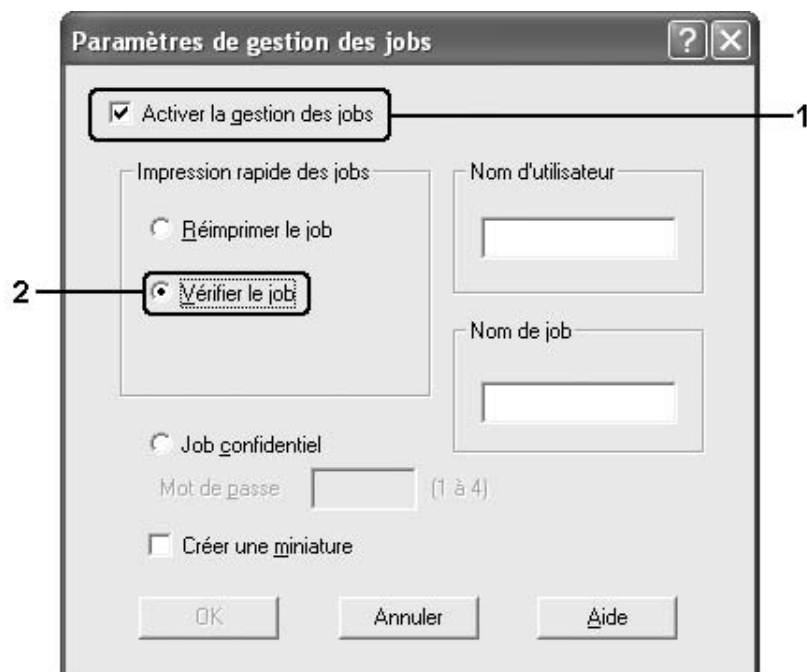 Paramètres de gestion des jobs
Activer la gestion des jobs
1
Impression rapide des jobs
Réimprimer le job
2
Vérifier le job
Nom d'utilisateur
Nom de job
Job confidentiel
Mot de passe
(1 à 4)
Créer une miniature
OK
Annuler
Aide